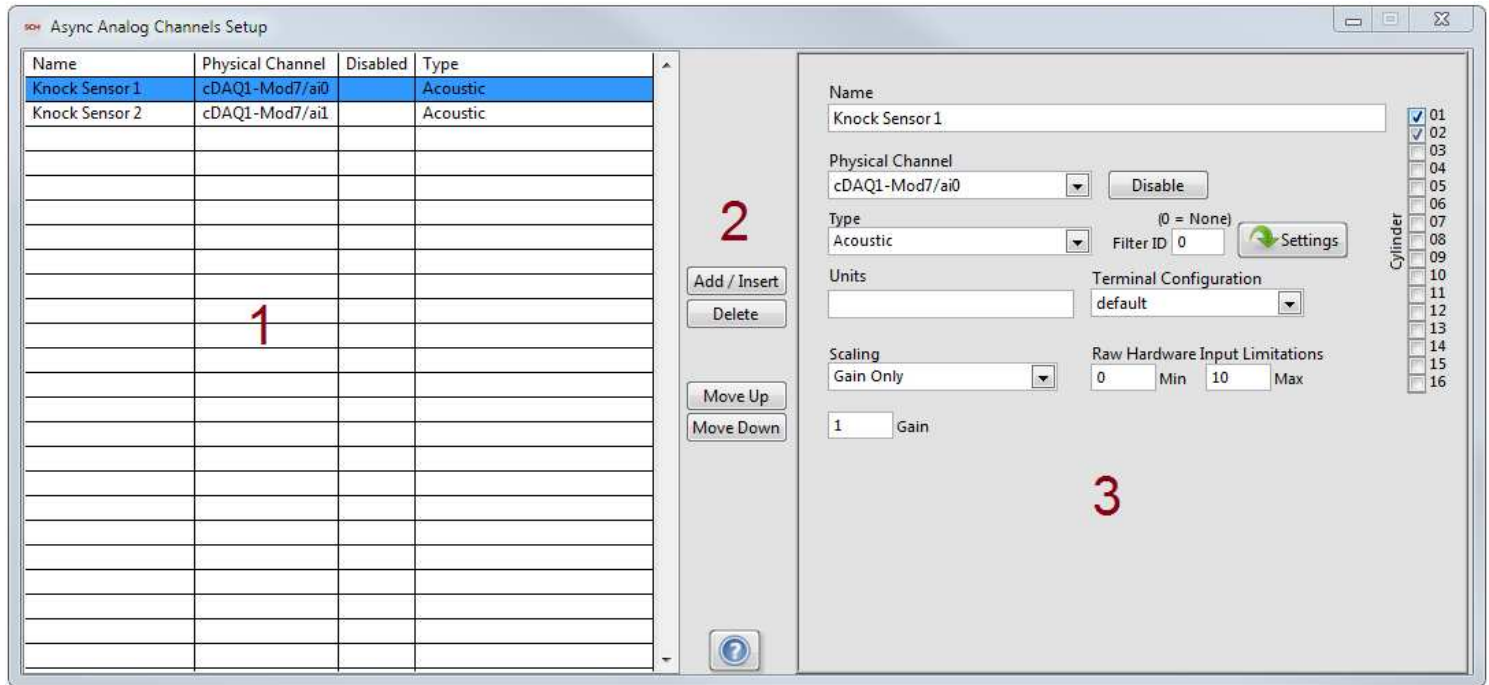 SCH Async Analog Channels Setup
Name Physical Channel Disabled Type
Knock Sensor 1 cDAQ1-Mod7/ai0 Acoustic
Knock Sensor 2 cDAQ1-Mod7/ai1 Acoustic
1
2
Add / Insert
Delete
Move Up
Move Down
?
Name
Knock Sensor 1
Physical Channel
cDAQ1-Mod7/ai0 Disable
Type (0 = None)
Acoustic Filter ID 0 Settings
Units Terminal Configuration
default
Scaling Raw Hardware Input Limitations
Gain Only 0 Min 10 Max
1 Gain
3
Cylinder
01
02
03
04
05
06
07
08
09
10
11
12
13
14
15
16